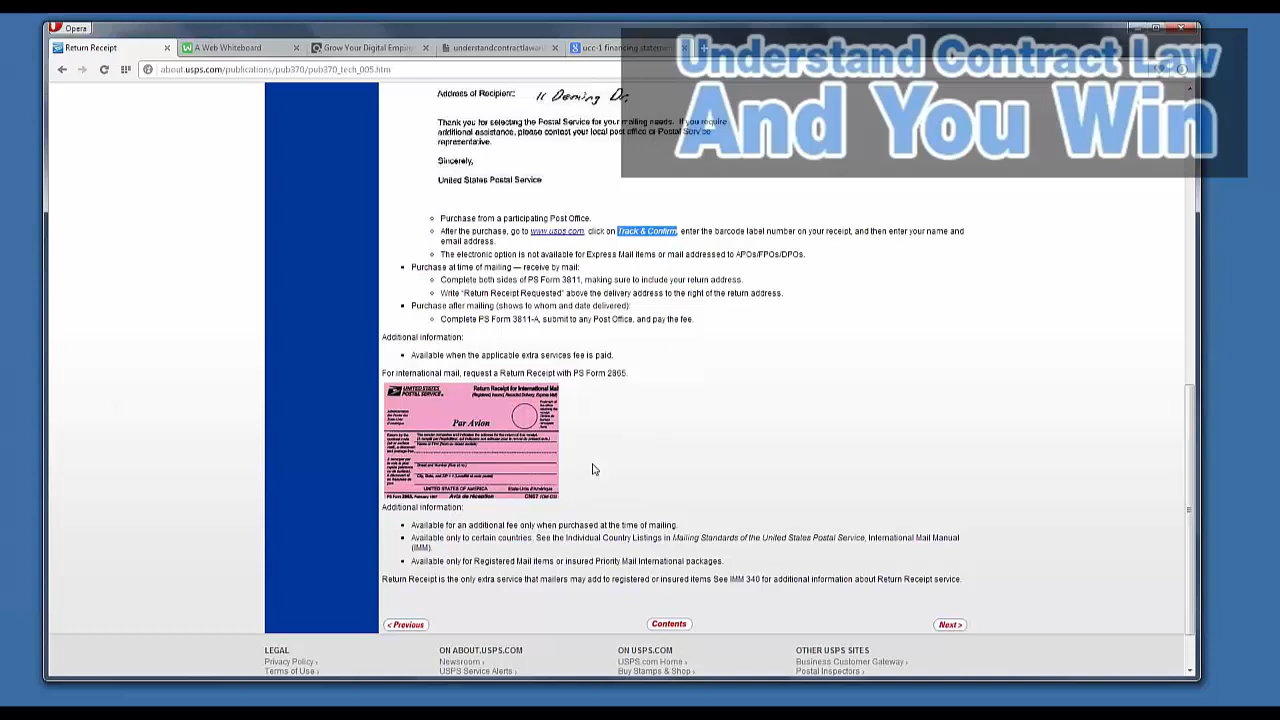 Opera
Return Receipt
A Web Whiteboard
Grow Your Digital Empire
understandcontractlaw
ucc-1 financing statemen
about.usps.com/publications/pub370/pub370_tech_005.htm
Understand Contract Law
And You Win
Address of Recipient: 11 Deming Dr.
Thank you for selecting the Postal Service for your mailing needs. If you require
additional assistance, please contact your local post office or Postal Service
representative.
Sincerely,
United States Postal Service
Purchase from a participating Post Office.
After the purchase, go to www.usps.com, click on Track & Confirm, enter the barcode label number on your receipt, and then enter your name and
email address.
The electronic option is not available for Express Mail items or mail addressed to APOs/FPOs/DPOs.
Purchase at time of mailing — receive by mail:
Complete both sides of PS Form 3811, making sure to include your return address.
Write "Return Receipt Requested" above the delivery address to the right of the return address.
Purchase after mailing (shows to whom and date delivered):
Complete PS Form 3811-A, submit to any Post Office, and pay the fee.
Additional information:
Available when the applicable extra services fee is paid.
For international mail, request a Return Receipt with PS Form 2865.
UNITED STATES
POSTAL SERVICE
Return Receipt for International Mail
Par Avion
UNITED STATES OF AMERICA
Etats-Unis d'Amérique
PS Form 2865, February 1997
Avis de réception
CN07
Additional information:
Available for an additional fee only when purchased at the time of mailing.
Available only to certain countries. See the Individual Country Listings in Mailing Standards of the United States Postal Service, International Mail Manual
(IMM).
Available only for Registered Mail items or insured Priority Mail International packages.
Return Receipt is the only extra service that mailers may add to registered or insured items See IMM 340 for additional information about Return Receipt service.
< Previous
Contents
Next >
LEGAL
Privacy Policy ›
Terms of Use ›
ON ABOUT.USPS.COM
Newsroom ›
USPS Service Alerts ›
ON USPS.COM
USPS.com Home ›
Buy Stamps & Shop ›
OTHER USPS SITES
Business Customer Gateway ›
Postal Inspectors ›